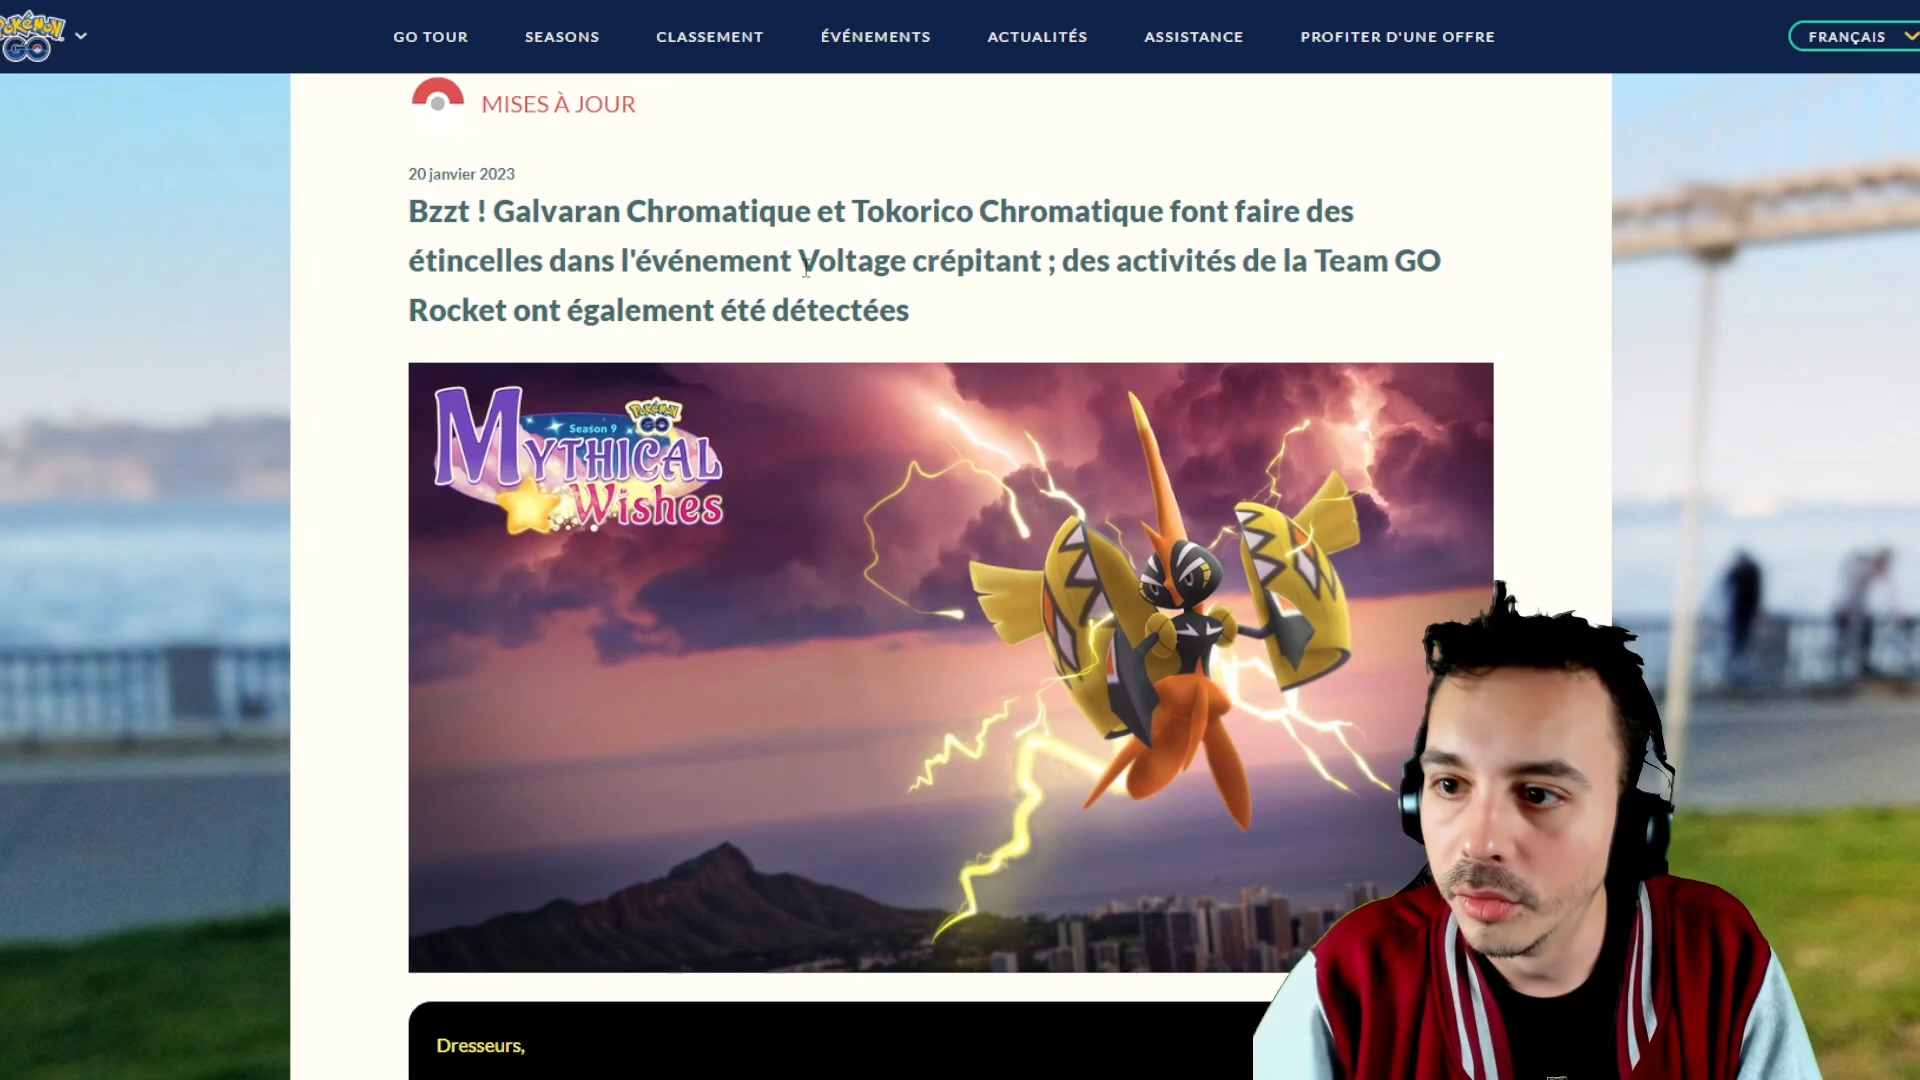 POKÉMON
GO
GO TOUR
SEASONS
CLASSEMENT
ÉVÉNEMENTS
ACTUALITÉS
ASSISTANCE
PROFITER D'UNE OFFRE
FRANÇAIS
MISES À JOUR
20 janvier 2023
Bzzt ! Galvaran Chromatique et Tokorico Chromatique font faire des
étincelles dans l'événement Voltage crépitant ; des activités de la Team GO
Rocket ont également été détectées
POKÉMON
GO
Season 9
MYTHICAL
Wishes
Dresseurs,